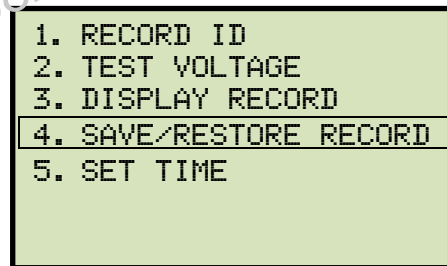 1. RECORD ID
2. TEST VOLTAGE
3. DISPLAY RECORD
4. SAVE/RESTORE RECORD
5. SET TIME